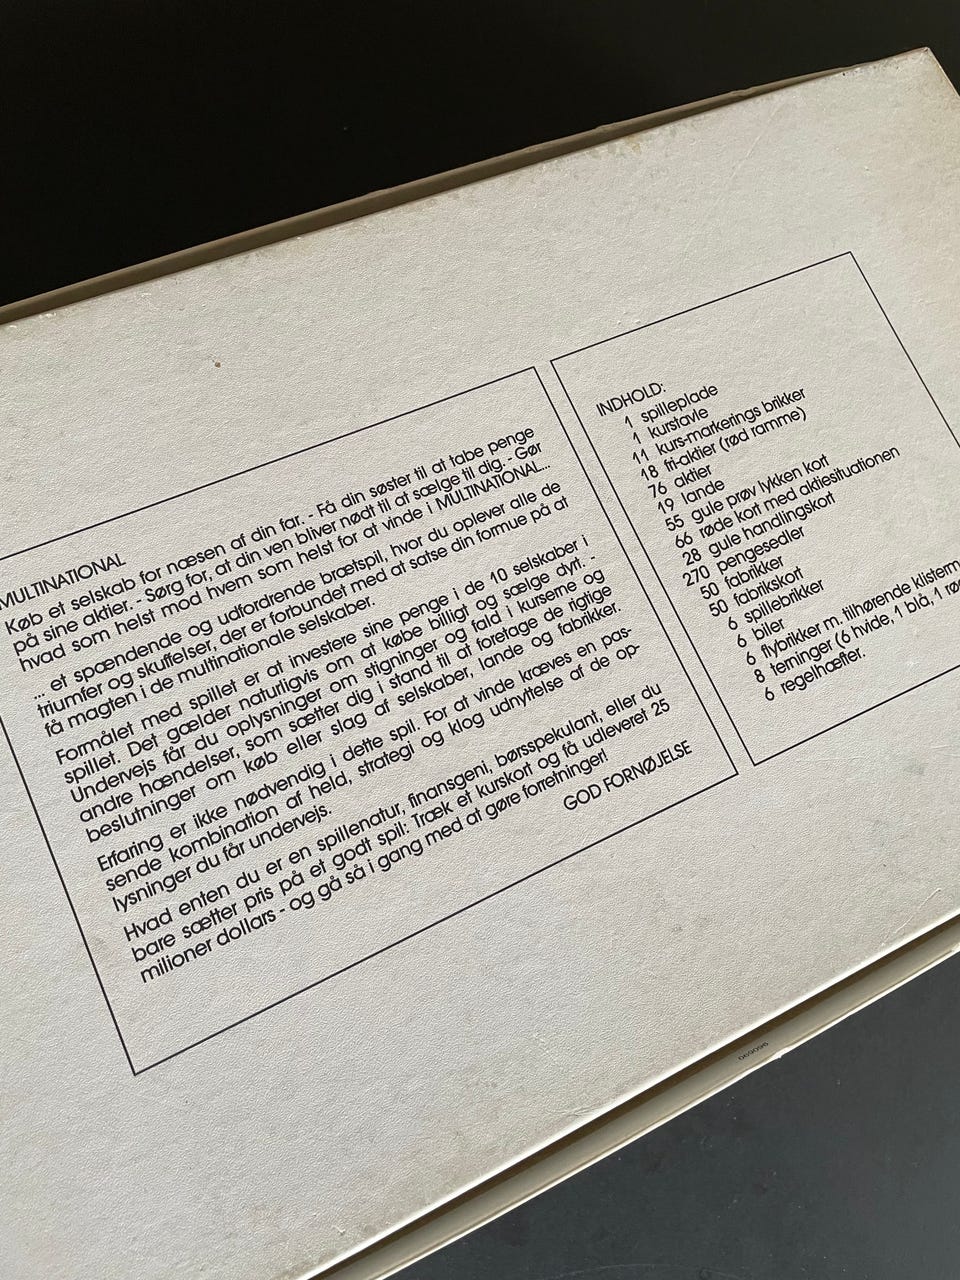 MULTINATIONAL
Køb et selskab for næsen af din far. - Få din søster til at tabe penge
på sine aktier. - Sørg for, at din ven bliver nødt til at sælge til dig. - Gør
hvad som helst mod hvem som helst for at vinde i MULTINATIONAL...
... et spændende og udfordrende brætspil, hvor du oplever alle de
triumfer og skuffelser, der er forbundet med at satse din formue på at
få magten i de multinationale selskaber.
Formålet med spillet er at investere sine penge i de 10 selskaber i
spillet. Det gælder naturligvis om at købe billigt og sælge dyrt. -
Undervejs får du oplysninger om stigninger og fald i kurserne og
andre hændelser, som sætter dig i stand til at foretage de rigtige
beslutninger om køb eller slag af selskaber, lande og fabrikker.
Erfaring er ikke nødvendig i dette spil. For at vinde kræves en pas-
sende kombination af held, strategi og klog udnyttelse af de op-
lysninger du får undervejs.
Hvad enten du er en spillenatur, finansgeni, børsspekulant, eller du
bare sætter pris på et godt spil: Træk et kurskort og få udleveret 25
milioner dollars - og gå så i gang med at gøre forretninger!
GOD FORNØJELSE
INDHOLD:
1 spilleplade
1 kurstavle
11 kurs-markerings brikker
18 fri-aktier (rød ramme)
76 aktier
19 lande
55 gule prøv lykken kort
66 røde kort med aktiesituationen
28 gule handlingskort
270 pengesedler
50 fabrikker
50 fabrikskort
6 spillebrikker
6 biler
6 flybrikker m. tilhørende klisterm
8 terninger (6 hvide, 1 blå, 1 rø
6 regelhæfter.
069096